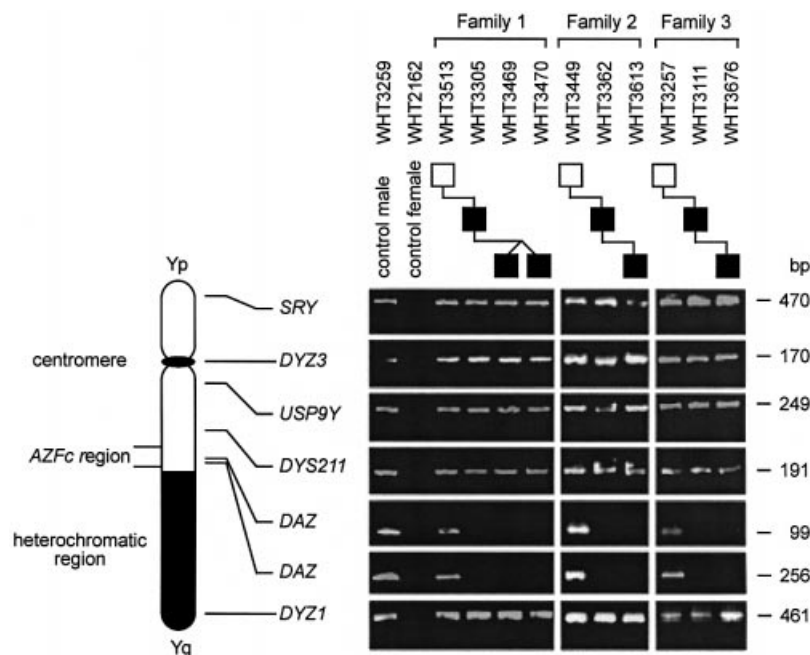 Family 1 Family 2 Family 3
WHT3259
WHT2162
WHT3513
WHT3305
WHT3469
WHT3470
WHT3449
WHT3362
WHT3613
WHT3257
WHT3111
WHT3676
control male
control female
bp
Yp
SRY
470
centromere
DYZ3
170
USP9Y
249
AZFc region
DYS211
191
DAZ
99
heterochromatic
region
DAZ
256
DYZ1
461
Yq